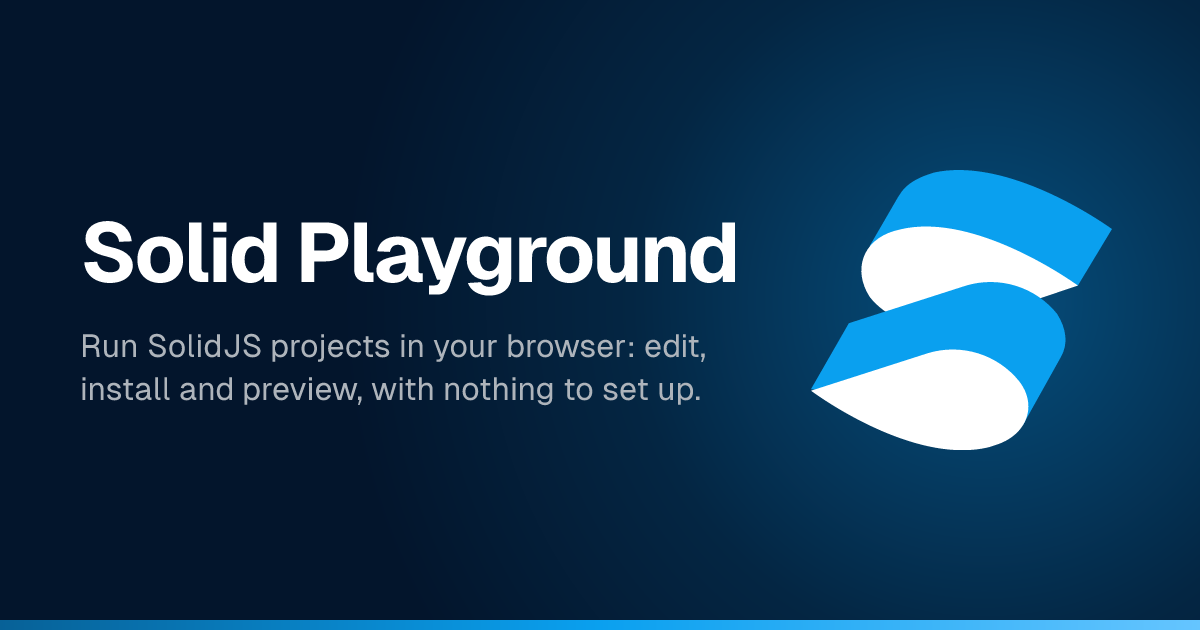 Solid Playground
Run SolidJS projects in your browser: edit,
install and preview, with nothing to set up.